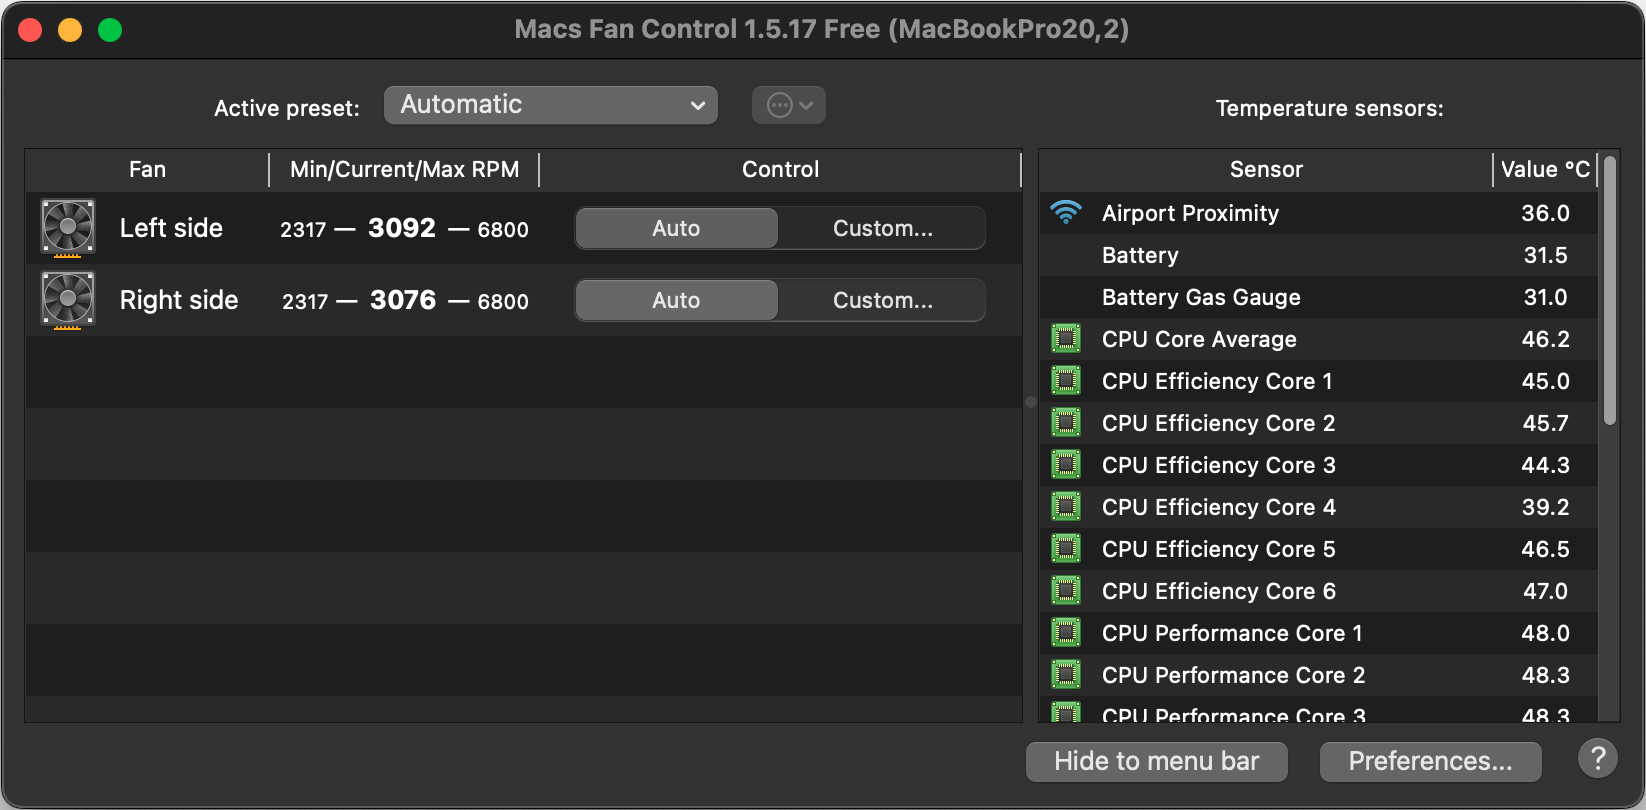 Macs Fan Control 1.5.17 Free (MacBookPro20,2)
Active preset: Automatic
Temperature sensors:
Fan Min/Current/Max RPM Control
Left side 2317 — 3092 — 6800 Auto Custom...
Right side 2317 — 3076 — 6800 Auto Custom...
Sensor Value °C
Airport Proximity 36.0
Battery 31.5
Battery Gas Gauge 31.0
CPU Core Average 46.2
CPU Efficiency Core 1 45.0
CPU Efficiency Core 2 45.7
CPU Efficiency Core 3 44.3
CPU Efficiency Core 4 39.2
CPU Efficiency Core 5 46.5
CPU Efficiency Core 6 47.0
CPU Performance Core 1 48.0
CPU Performance Core 2 48.3
CPU Performance Core 3 48.3
Hide to menu bar Preferences... ?